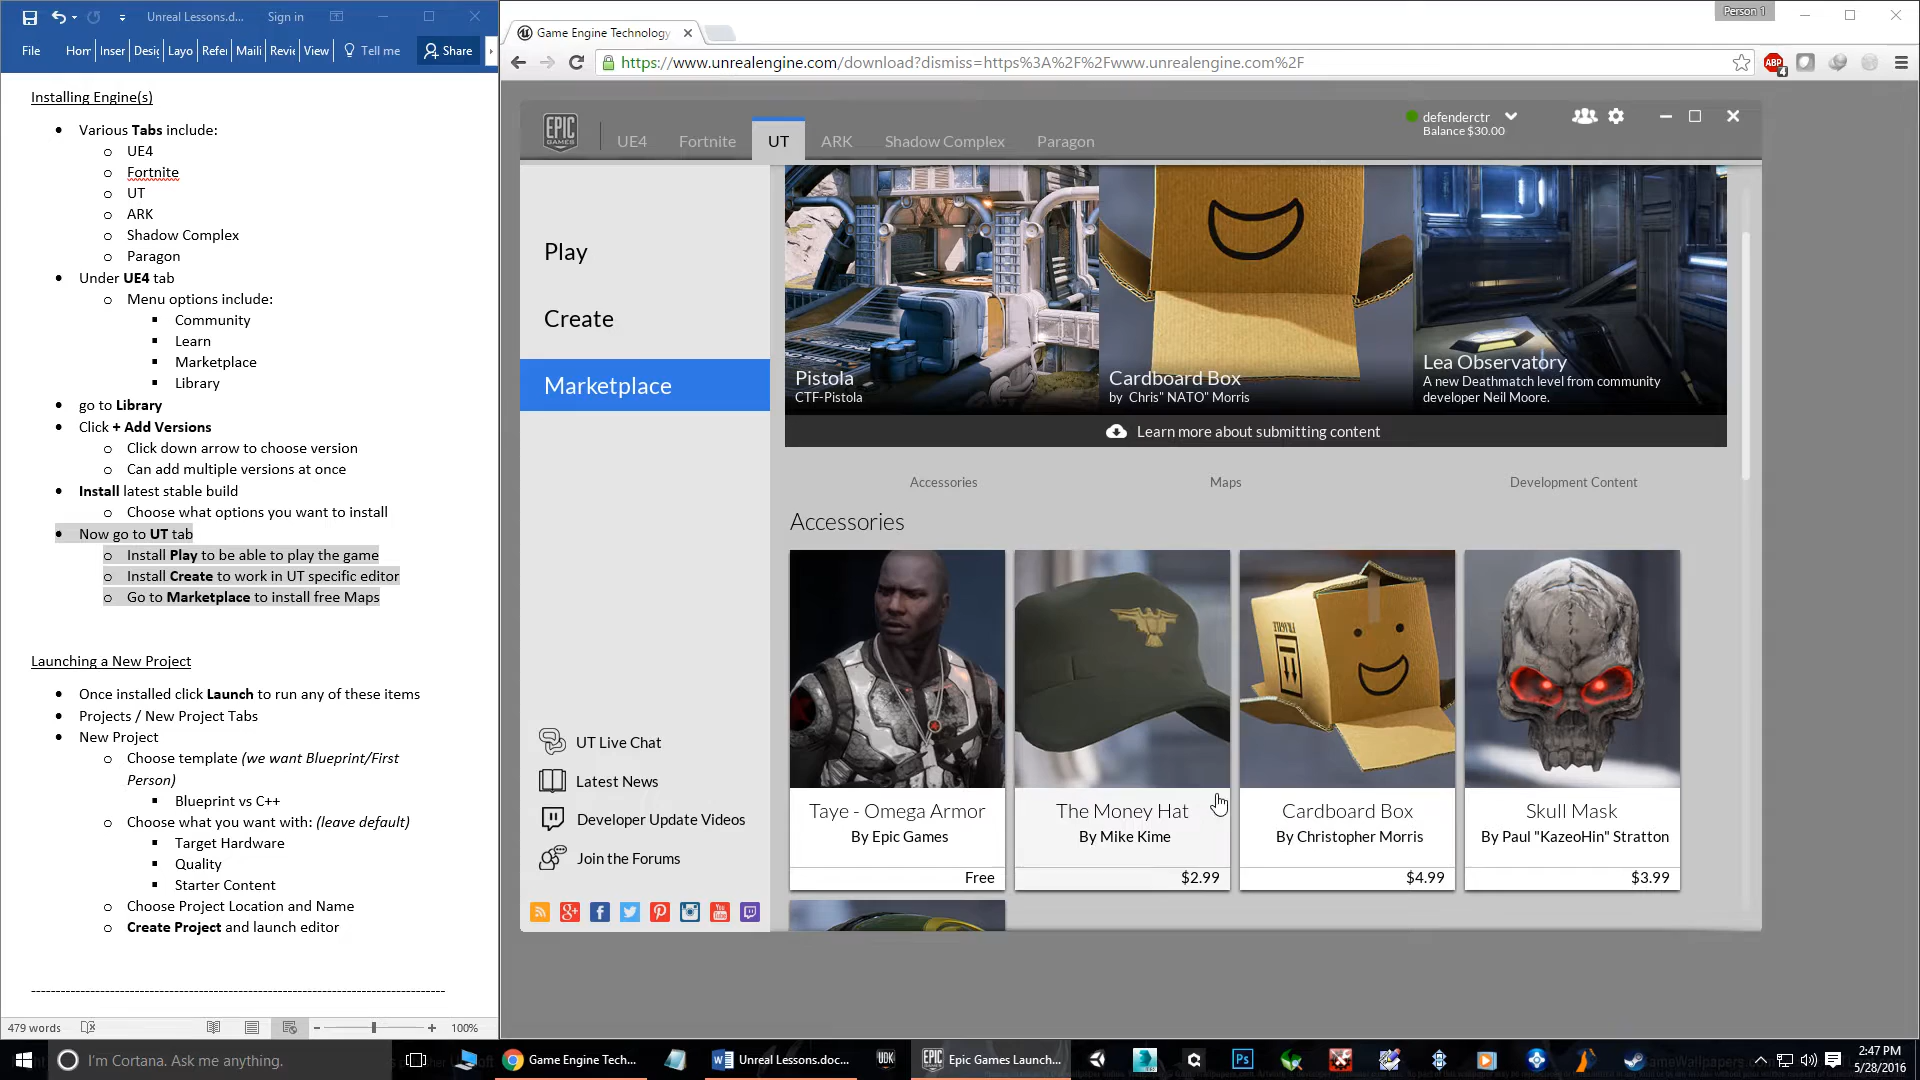 Unreal Lessons.d...
Sign in
File
Hom
Inser
Desig
Layo
Refer
Maili
Revie
View
Tell me
Share
Installing Engine(s)
Various Tabs include:
UE4
Fortnite
UT
ARK
Shadow Complex
Paragon
Under UE4 tab
Menu options include:
Community
Learn
Marketplace
Library
go to Library
Click + Add Versions
Click down arrow to choose version
Can add multiple versions at once
Install latest stable build
Choose what options you want to install
Now go to UT tab
Install Play to be able to play the game
Install Create to work in UT specific editor
Go to Marketplace to install free Maps
Launching a New Project
Once installed click Launch to run any of these items
Projects / New Project Tabs
New Project
Choose template (we want Blueprint/First
Person)
Blueprint vs C++
Choose what you want with: (leave default)
Target Hardware
Quality
Starter Content
Choose Project Location and Name
Create Project and launch editor
479 words
100%
Person 1
Game Engine Technology
https://www.unrealengine.com/download?dismiss=https%3A%2F%2Fwww.unrealengine.com%2F
ABP
4
EPIC
GAMES
UE4
Fortnite
UT
ARK
Shadow Complex
Paragon
defenderctr
Balance $30.00
Play
Create
Marketplace
UT Live Chat
Latest News
Developer Update Videos
Join the Forums
Pistola
CTF-Pistola
Cardboard Box
by Chris" NATO" Morris
Lea Observatory
A new Deathmatch level from community
developer Neil Moore.
Learn more about submitting content
Accessories
Maps
Development Content
Accessories
Taye - Omega Armor
By Epic Games
Free
The Money Hat
By Mike Kime
$2.99
Cardboard Box
By Christopher Morris
$4.99
Skull Mask
By Paul "KazeoHin" Stratton
$3.99
I'm Cortana. Ask me anything.
Game Engine Tech...
Unreal Lessons.doc...
UDK
Epic Games Launch...
Ps
2:47 PM
5/28/2016